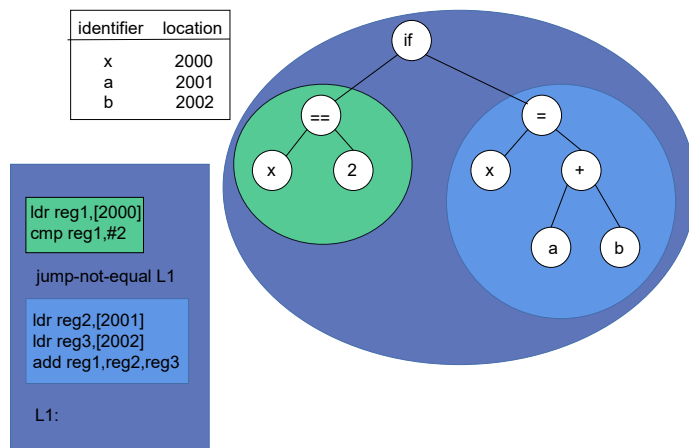 identifier location
x 2000
a 2001
b 2002
if
== =
x 2 x +
a b
ldr reg1,[2000]
cmp reg1,#2
jump-not-equal L1
ldr reg2,[2001]
ldr reg3,[2002]
add reg1,reg2,reg3
L1: